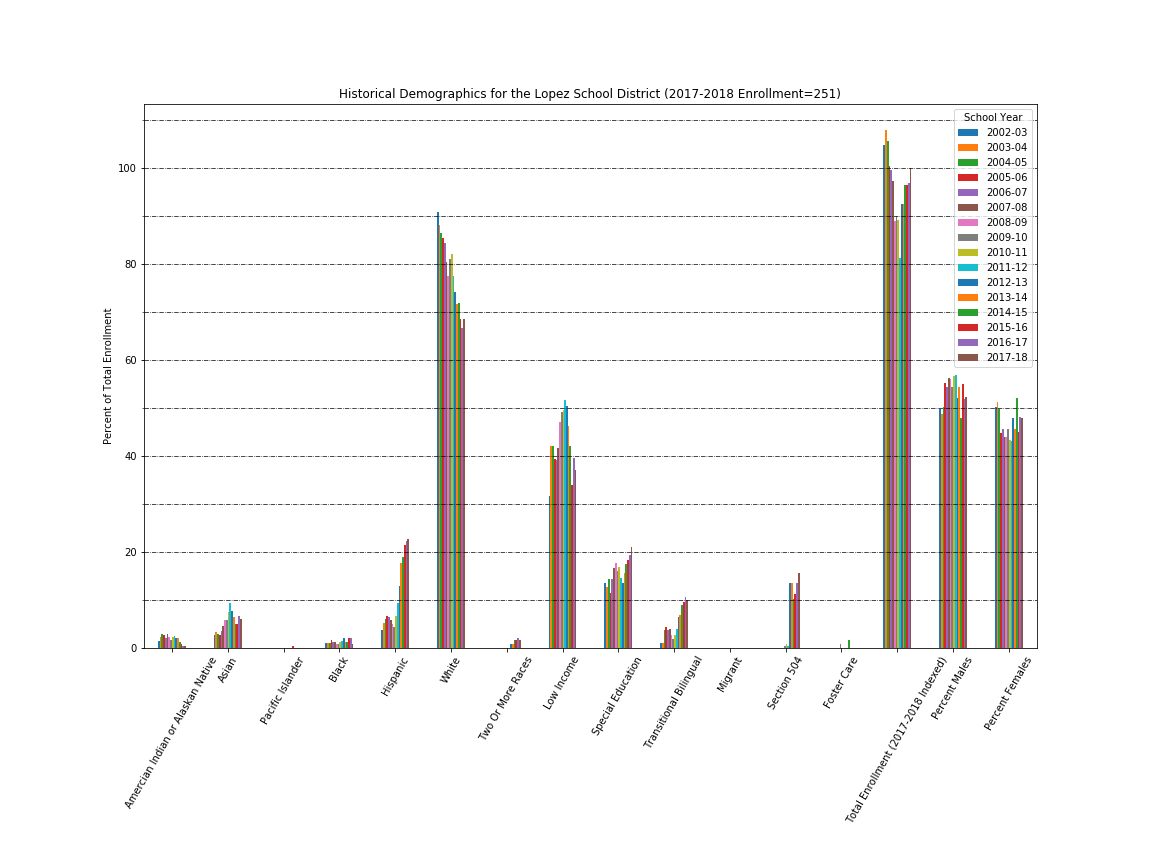 Historical Demographics for the Lopez School District (2017-2018 Enrollment=251)
Percent of Total Enrollment
100
80
60
40
20
0
School Year
2002-03
2003-04
2004-05
2005-06
2006-07
2007-08
2008-09
2009-10
2010-11
2011-12
2012-13
2013-14
2014-15
2015-16
2016-17
2017-18
Amercian Indian or Alaskan Native
Asian
Pacific Islander
Black
Hispanic
White
Two Or More Races
Low Income
Special Education
Transitional Bilingual
Migrant
Section 504
Foster Care
Total Enrollment (2017-2018 Indexed)
Percent Males
Percent Females